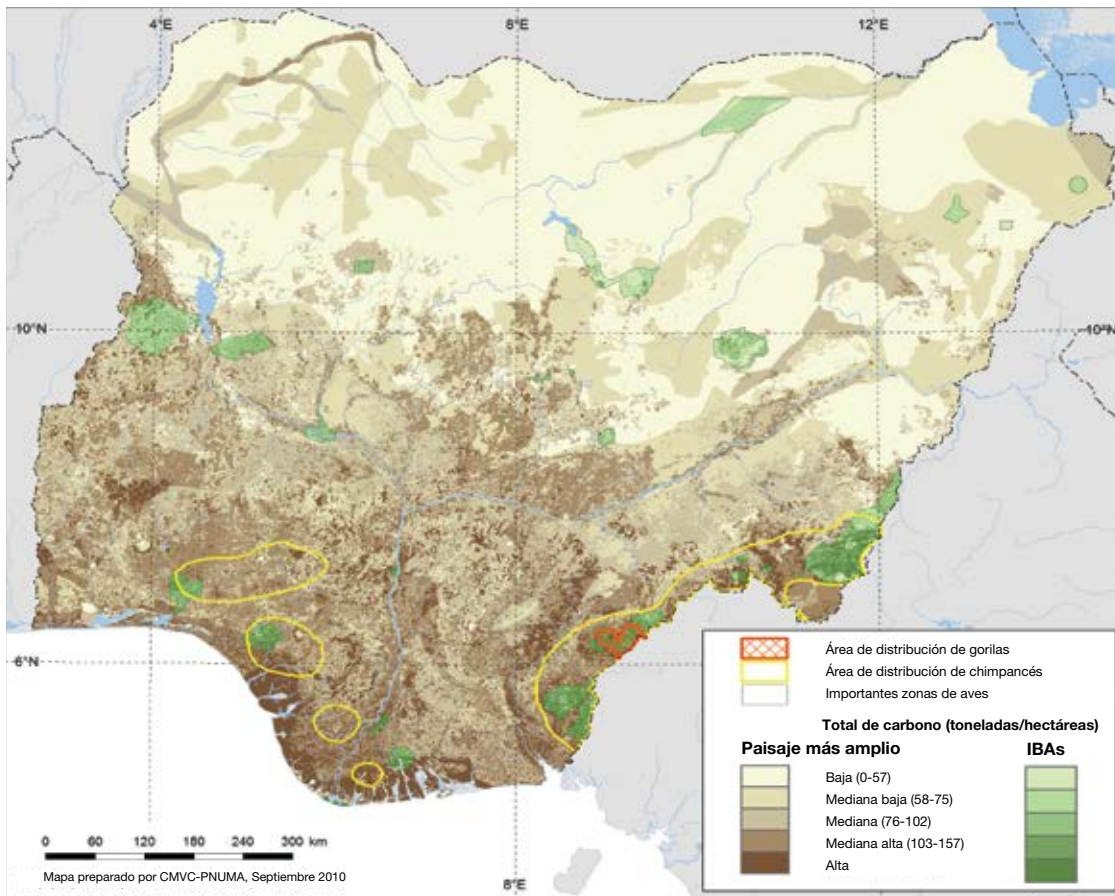 4°E 8°E 12°E
10°N 10°N
6°N
Área de distribución de gorilas
Área de distribución de chimpancés
Importantes zonas de aves
Total de carbono (toneladas/hectáreas)
Paisaje más amplio IBAs
Baja (0-57)
Mediana baja (58-75)
Mediana (76-102)
Mediana alta (103-157)
Alta
0 60 120 180 240 300 km
Mapa preparado por CMVC-PNUMA, Septiembre 2010
8°E